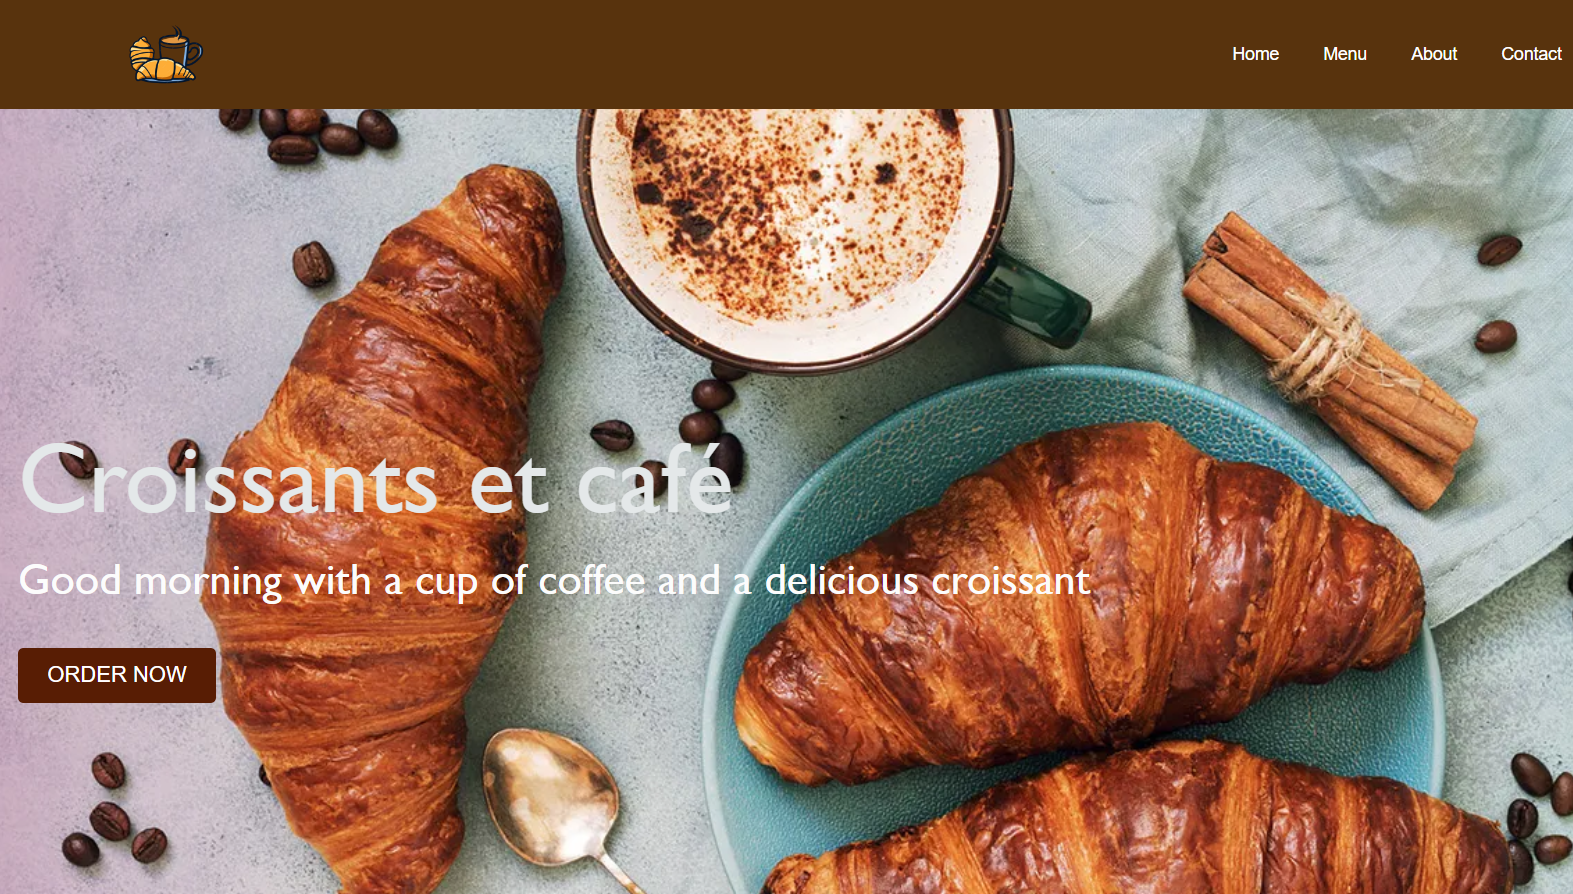 Home Menu About Contact
Croissants et café
Good morning with a cup of coffee and a delicious croissant
ORDER NOW